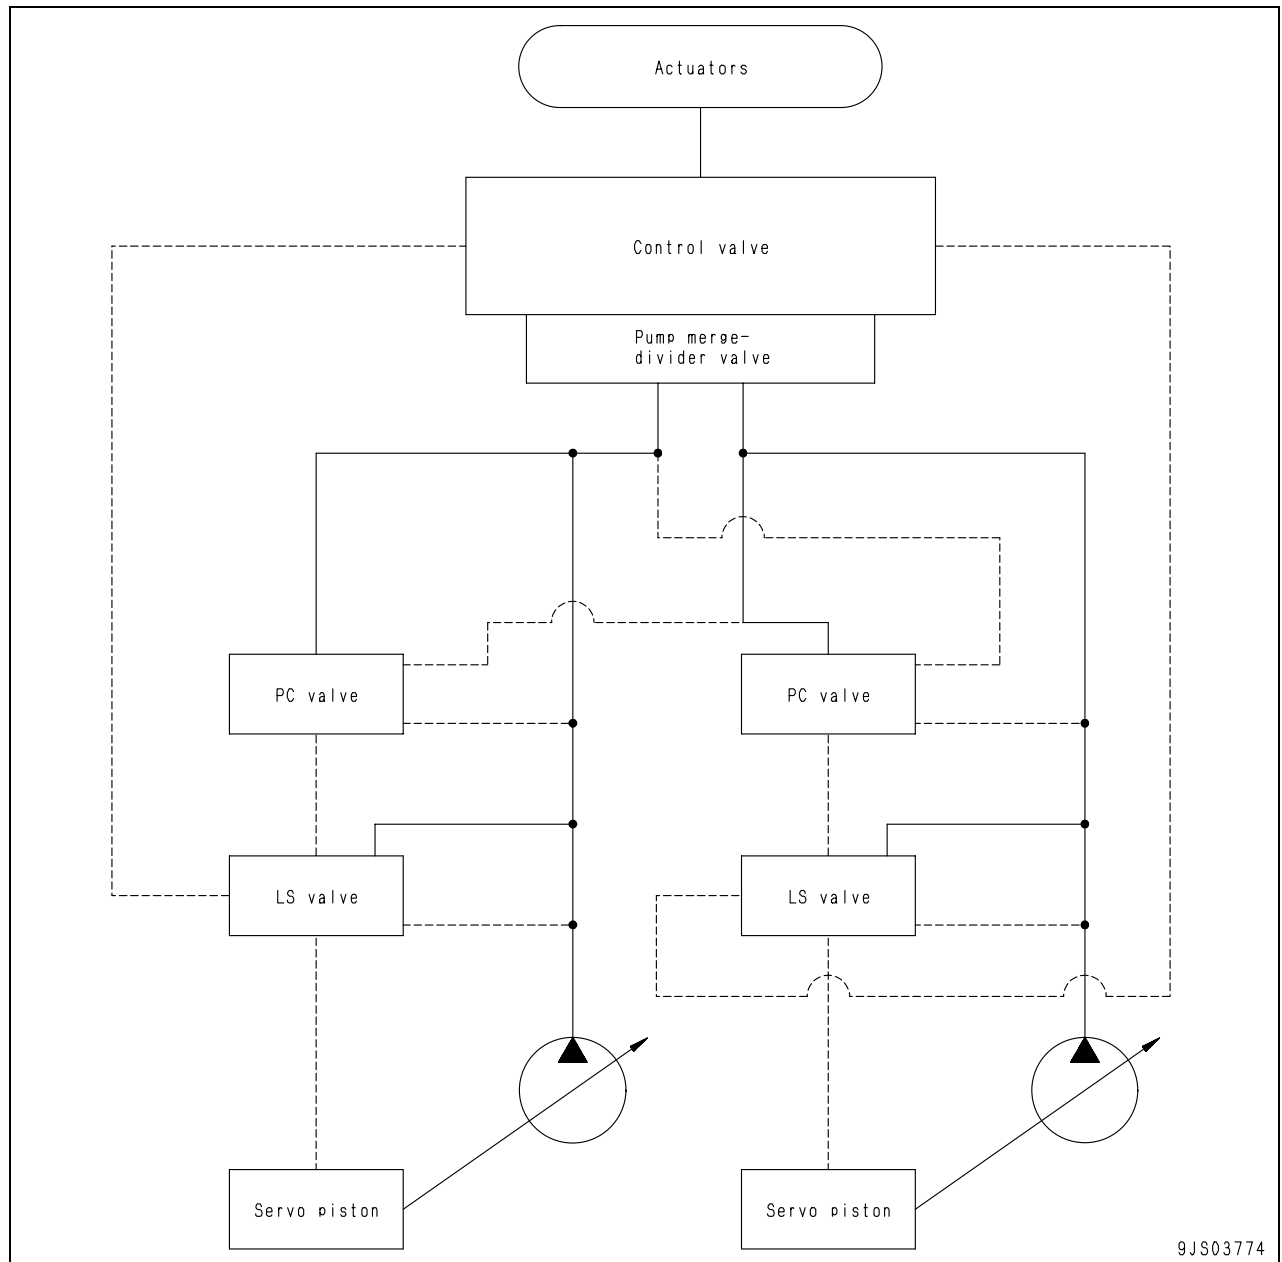 Actuators
Control valve
Pump merge-
divider valve
PC valve
PC valve
LS valve
LS valve
Servo piston
Servo piston
9JS03774